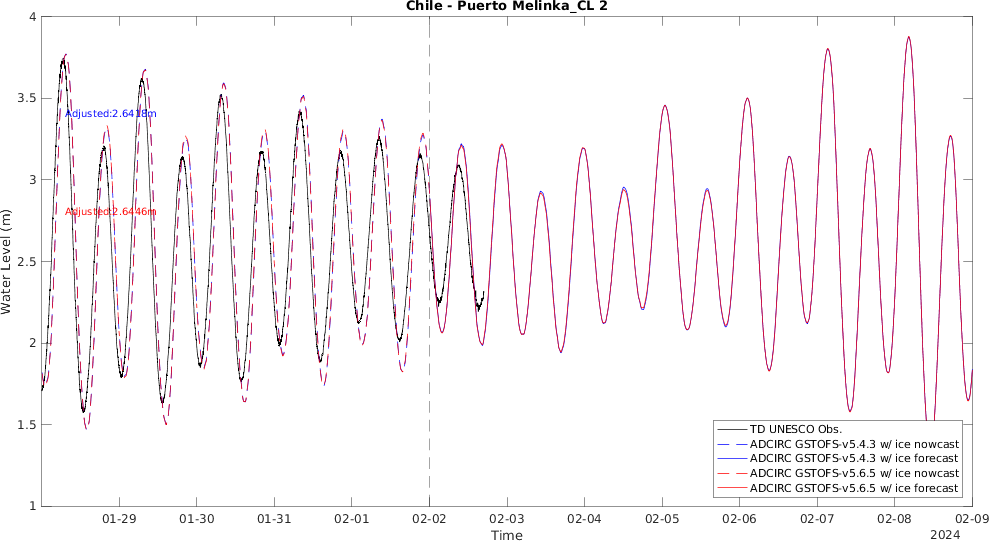 Chile - Puerto Melinka_CL 2
4
3.5
3
2.5
2
1.5
1
Water Level (m)
Adjusted:2.6418m
Adjusted:2.6446m
TD UNESCO Obs.
ADCIRC GSTOFS-v5.4.3 w/ ice nowcast
ADCIRC GSTOFS-v5.4.3 w/ ice forecast
ADCIRC GSTOFS-v5.6.5 w/ ice nowcast
ADCIRC GSTOFS-v5.6.5 w/ ice forecast
01-29 01-30 01-31 02-01 02-02 02-03 02-04 02-05 02-06 02-07 02-08 02-09
Time
2024